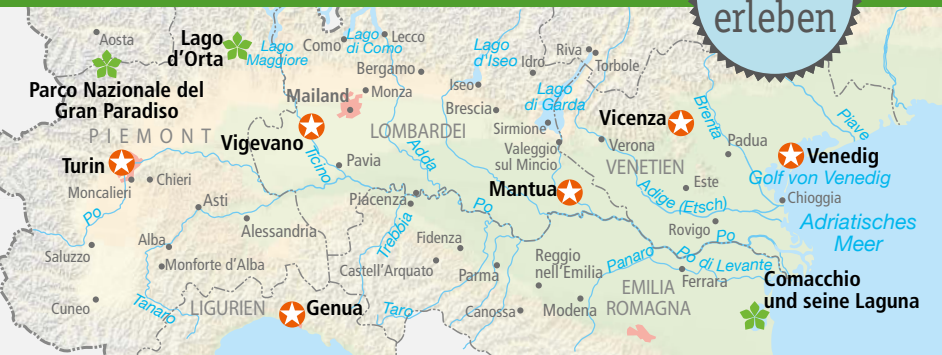 erleben
Aosta
Lago
d'Orta
Lago
Maggiore
Como
Lago
di Como
Lecco
Bergamo
Lago
d'Iseo
Idro
Riva
Torbole
Parco Nazionale del
Gran Paradiso
Mailand
Monza
Iseo
Brescia
Lago
di Garda
Sirmione
Vicenza
Brenta
Piave
PIEMONT
Vigevano
LOMBARDEI
Valeggio
sul Mincio
Verona
Padua
Venedig
Golf von Venedig
Turin
Chieri
Moncalieri
Ticino
Pavia
Adda
Mantua
VENETIEN
Este
Chioggia
Adige (Etsch)
Po
Asti
Piacenza
Po
Rovigo
Po
Adriatisches
Meer
Saluzzo
Alba
Alessandria
Trebbia
Fidenza
Monforte d'Alba
Castell'Arquato
Parma
Reggio
nell'Emilia
Panaro
Po di Levante
Ferrara
Comacchio
und seine Laguna
Cuneo
Tanaro
LIGURIEN
Genua
Taro
Canossa
Modena
EMILIA
ROMAGNA